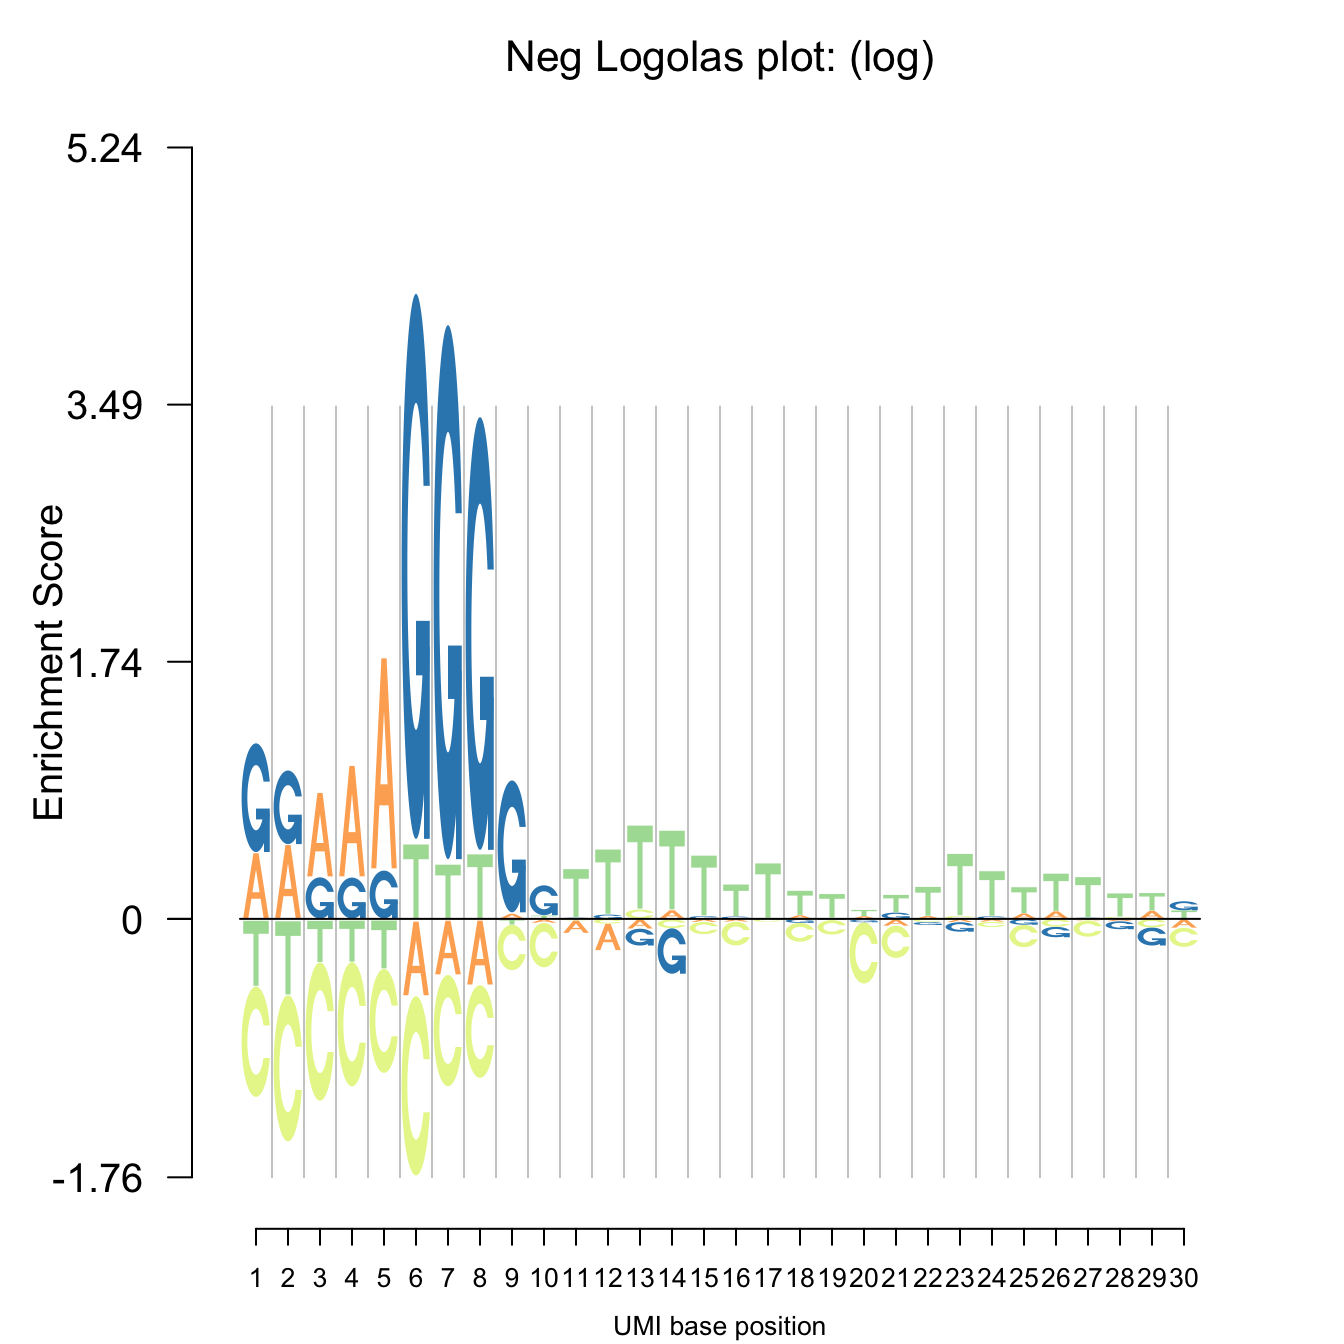 Neg Logolas plot: (log)
5.24
3.49
1.74
0
-1.76
Enrichment Score
G G A A A G G G G G T T T T T T T T T T T T T T T T T T T G
A A G G G T T T
T T T T T A A A C C A A G G C C C C C C C G C G C G G C
C C C C C C C C
1 2 3 4 5 6 7 8 9 10 11 12 13 14 15 16 17 18 19 20 21 22 23 24 25 26 27 28 29 30
UMI base position